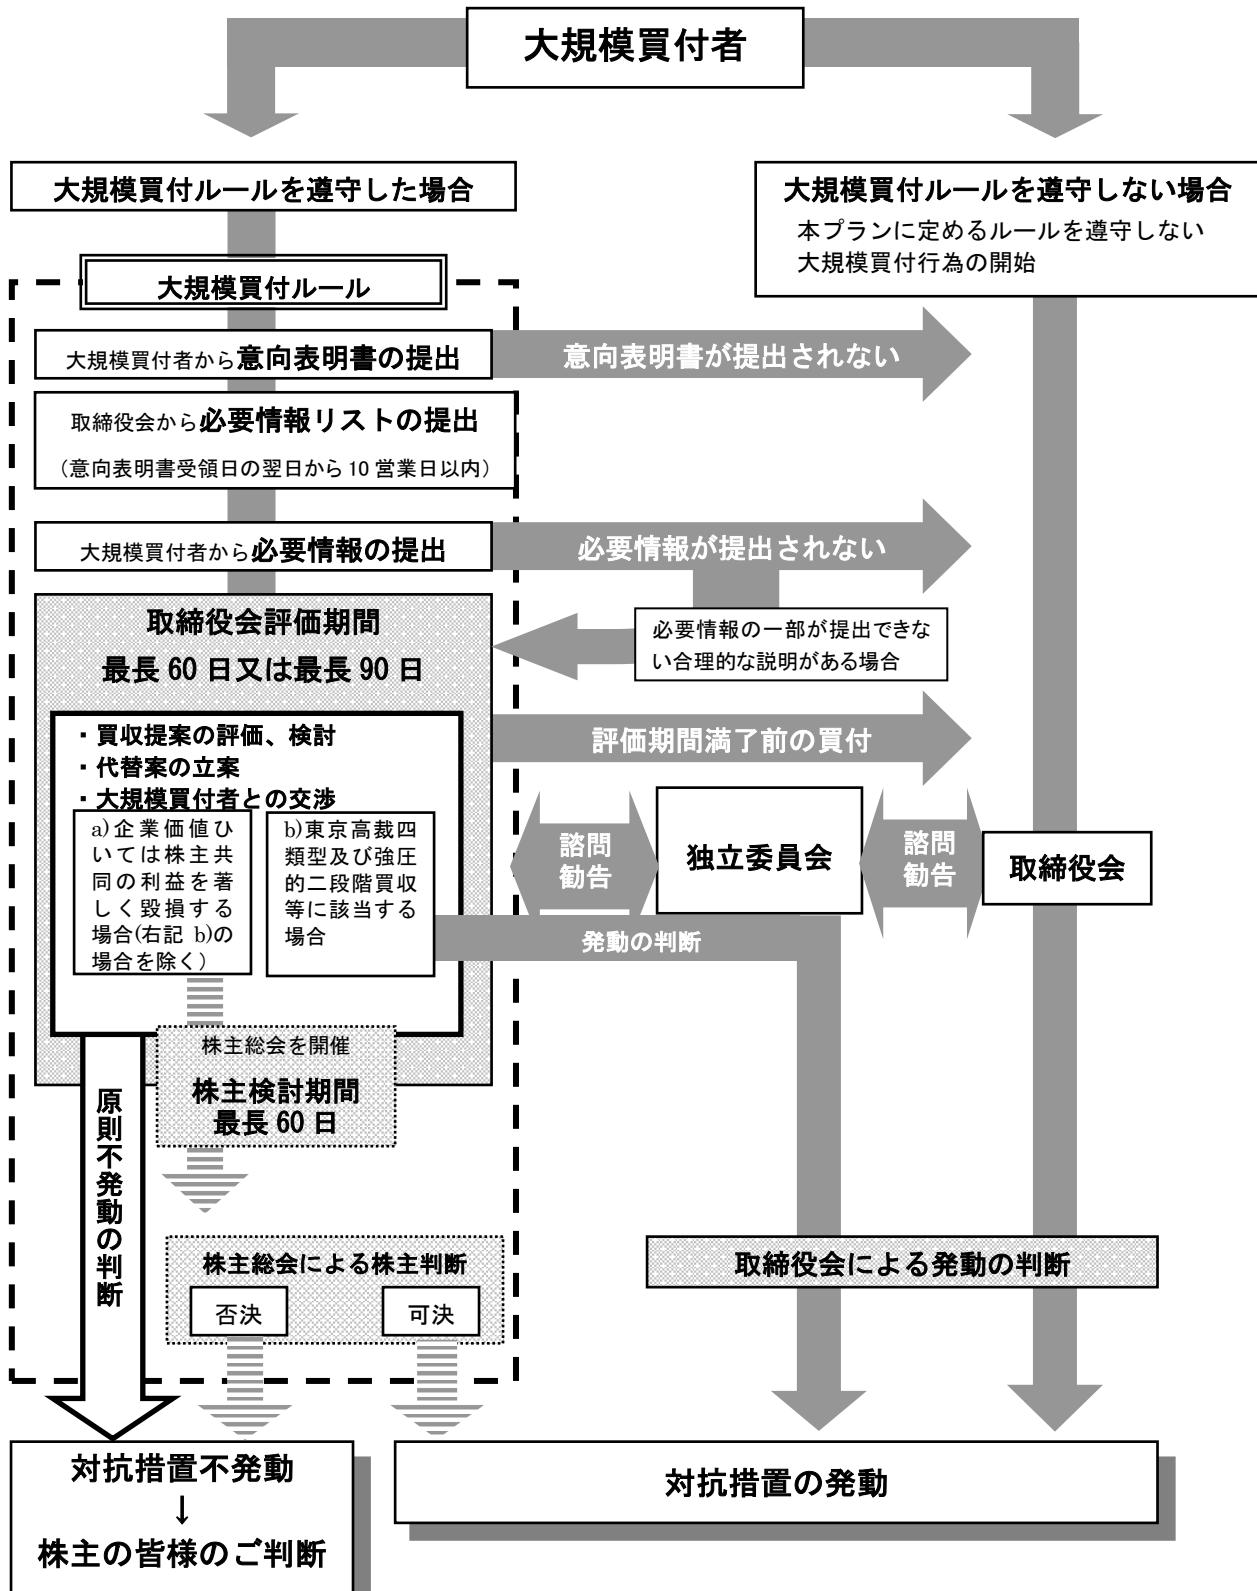 大規模買付者
大規模買付ルールを遵守した場合
大規模買付ルールを遵守しない場合
本プランに定めるルールを遵守しない
大規模買付行為の開始
大規模買付ルール
大規模買付者から意向表明書の提出
意向表明書が提出されない
取締役会から必要情報リストの提出
（意向表明書受領日の翌日から 10 営業日以内）
大規模買付者から必要情報の提出
必要情報が提出されない
必要情報の一部が提出できな
い合理的な説明がある場合
取締役会評価期間
最長 60 日又は最長 90 日
・買収提案の評価、検討
・代替案の立案
・大規模買付者との交渉
評価期間満了前の買付
a)企業価値ひ
いては株主共
同の利益を著
しく毀損する
場合(右記 b)の
場合を除く）
b)東京高裁四
類型及び強圧
的二段階買収
等に該当する
場合
諮問
勧告
独立委員会
諮問
勧告
取締役会
発動の判断
株主総会を開催
株主検討期間
最長 60 日
原則不発動の判断
株主総会による株主判断
否決
可決
取締役会による発動の判断
対抗措置不発動
↓
株主の皆様のご判断
対抗措置の発動